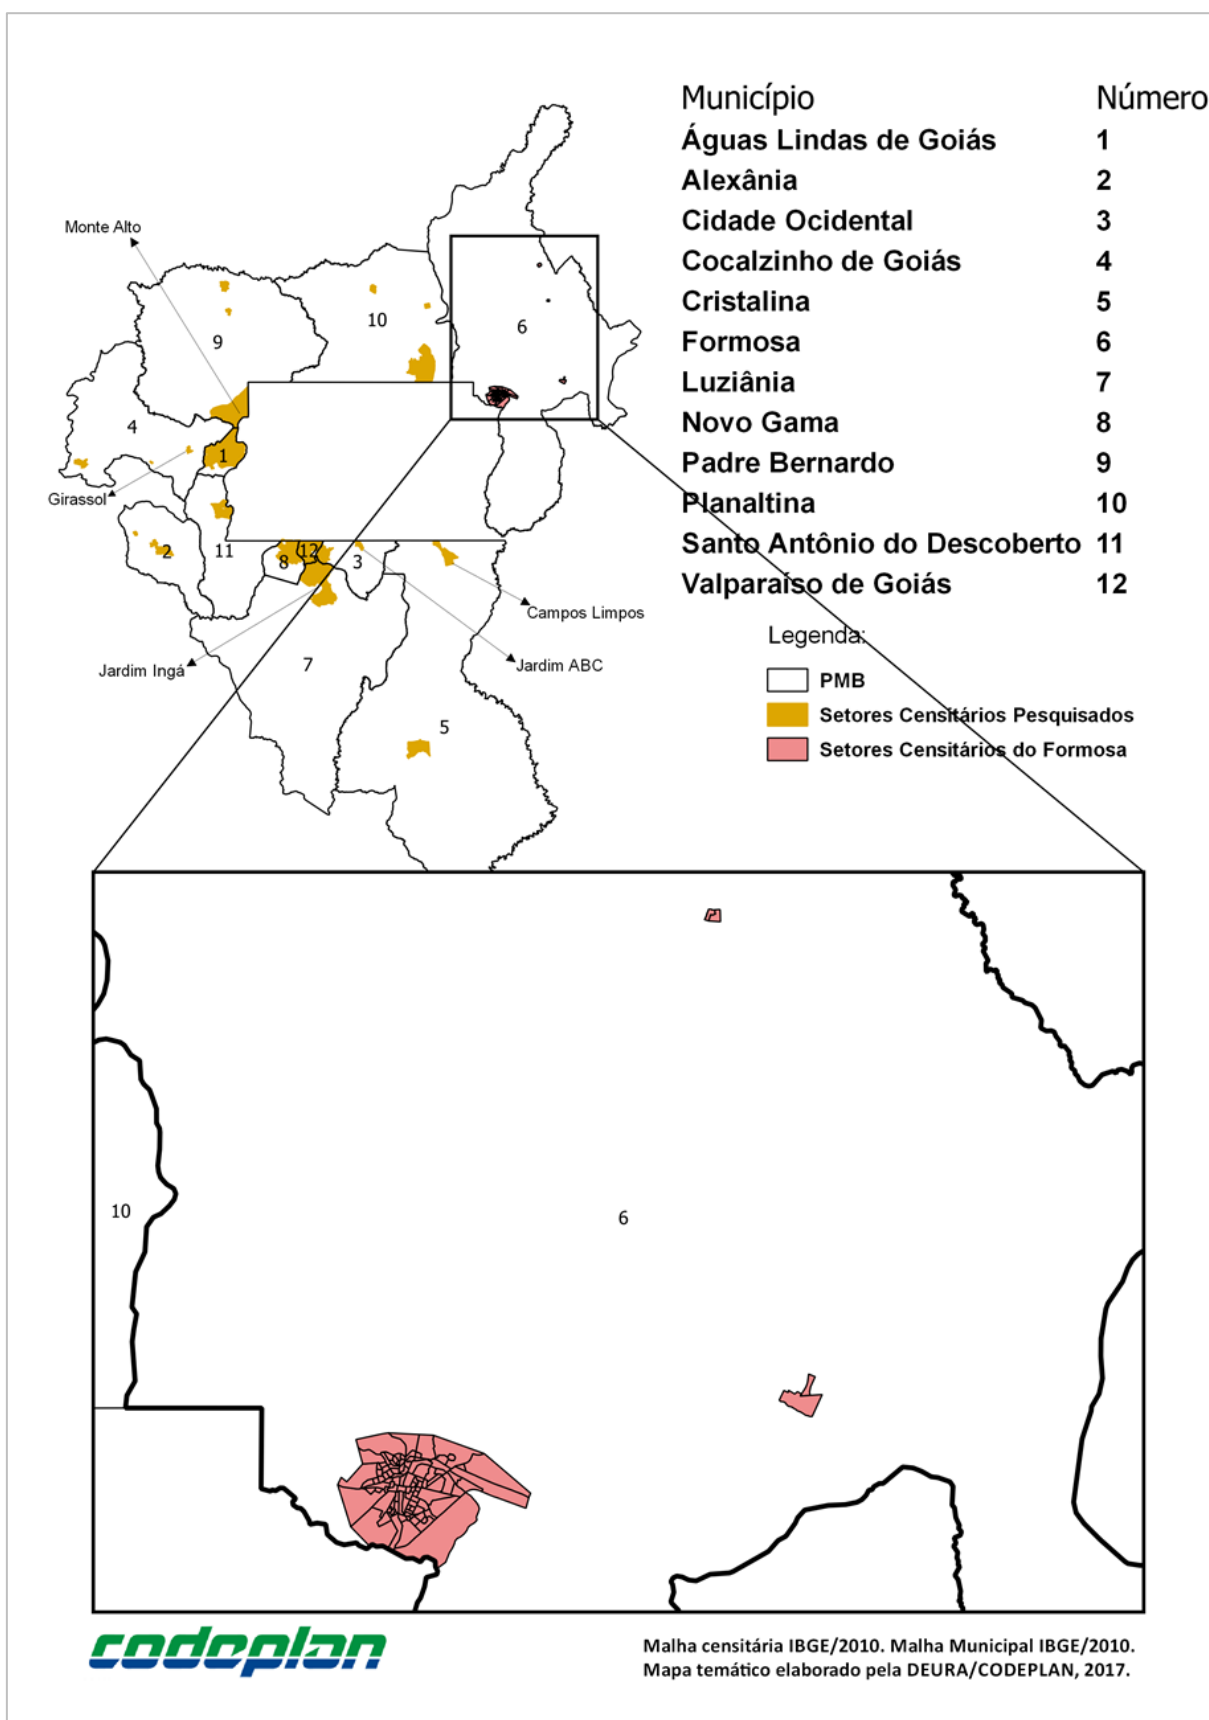 Município Número
Águas Lindas de Goiás 1
Alexânia 2
Cidade Ocidental 3
Cocalzinho de Goiás 4
Cristalina 5
Formosa 6
Luziânia 7
Novo Gama 8
Padre Bernardo 9
Planaltina 10
Santo Antônio do Descoberto 11
Valparaíso de Goiás 12
Legenda:
PMB
Setores Censitários Pesquisados
Setores Censitários do Formosa
Monte Alto
9
10
6
4
1
Girassol
2
11
8
12
3
Campos Limpos
Jardim Ingá
7
Jardim ABC
5
10
6
codeplan
Malha censitária IBGE/2010. Malha Municipal IBGE/2010.
Mapa temático elaborado pela DEURA/CODEPLAN, 2017.